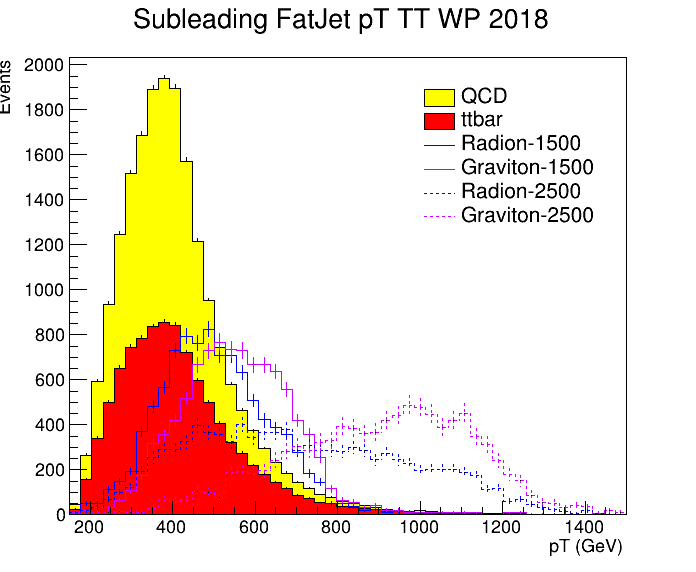 Subleading FatJet pT TT WP 2018
Events
2000
1800
1600
1400
1200
1000
800
600
400
200
0
QCD
ttbar
Radion-1500
Graviton-1500
Radion-2500
Graviton-2500
200 400 600 800 1000 1200 1400
pT (GeV)